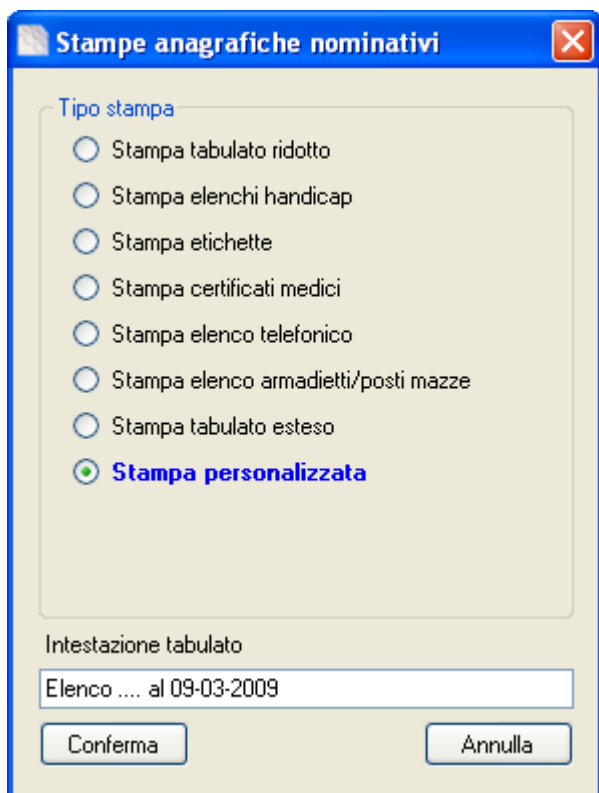 Stampe anagrafiche nominativi
Tipo stampa
Stampa tabulato ridotto
Stampa elenchi handicap
Stampa etichette
Stampa certificati medici
Stampa elenco telefonico
Stampa elenco armadietti/posti mazze
Stampa tabulato esteso
Stampa personalizzata
Intestazione tabulato
Elenco .... al 09-03-2009
Conferma Annulla